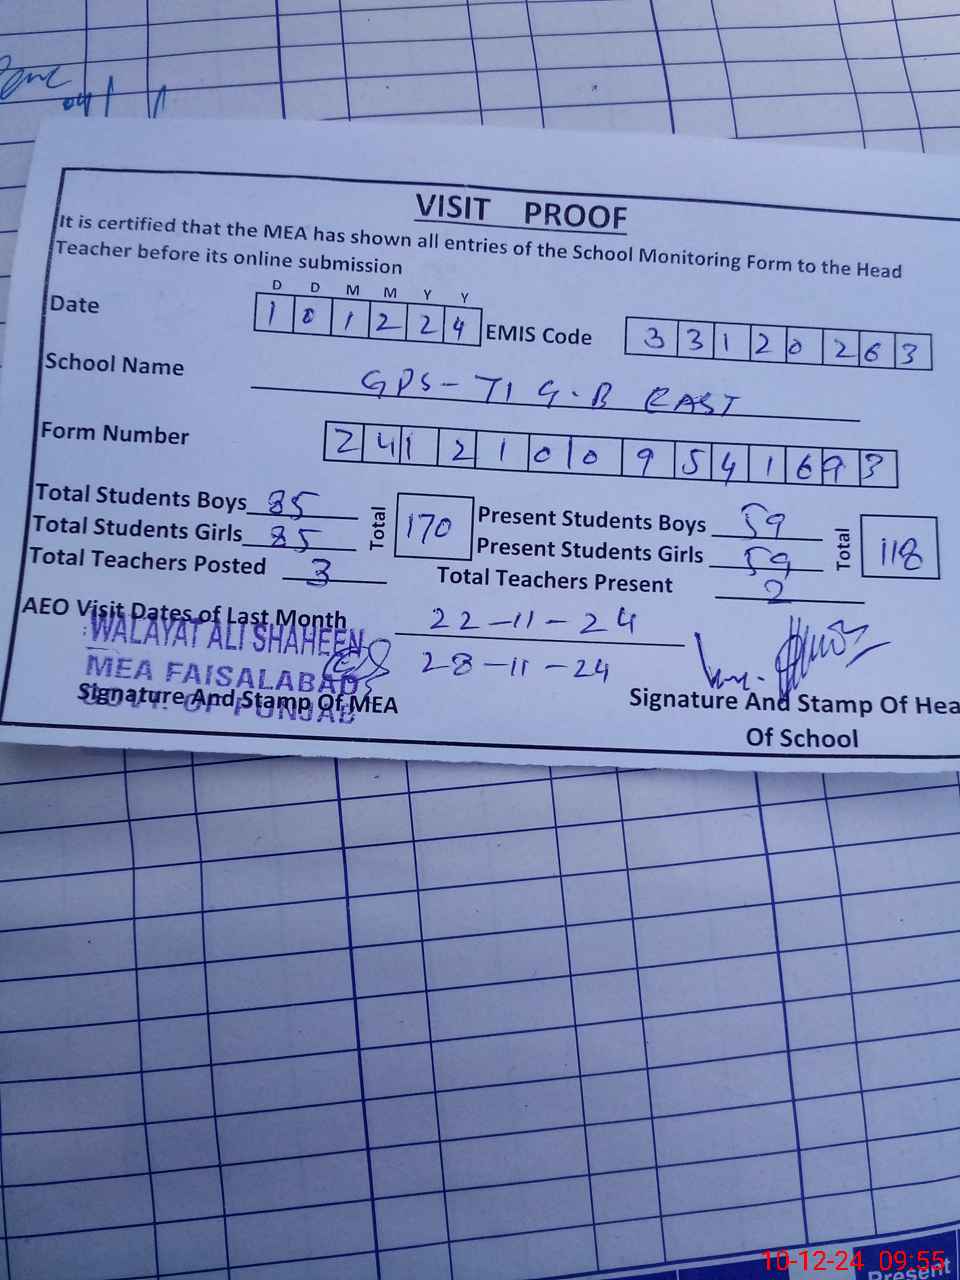 VISIT PROOF
It is certified that the MEA has shown all entries of the School Monitoring Form to the Head
Teacher before its online submission
D D M M Y Y
Date 1 0 1 2 2 4 EMIS Code 3 3 1 2 0 2 6 3
School Name GPS - 71 G.B EAST
Form Number 2 4 1 2 1 0 0 9 5 4 1 6 9 3
Total Students Boys 85 Total 170 Present Students Boys 59 Total 118
Total Students Girls 85 Present Students Girls 59
Total Teachers Posted 3 Total Teachers Present 2
AEO Visit Dates of Last Month 22-11-24
28-11-24
WALAYAT ALI SHAHEEN
MEA FAISALABAD
GOVT. OF PUNJAB
Signature And Stamp Of MEA
Signature And Stamp Of Hea
Of School
10-12-24 09:55
Present